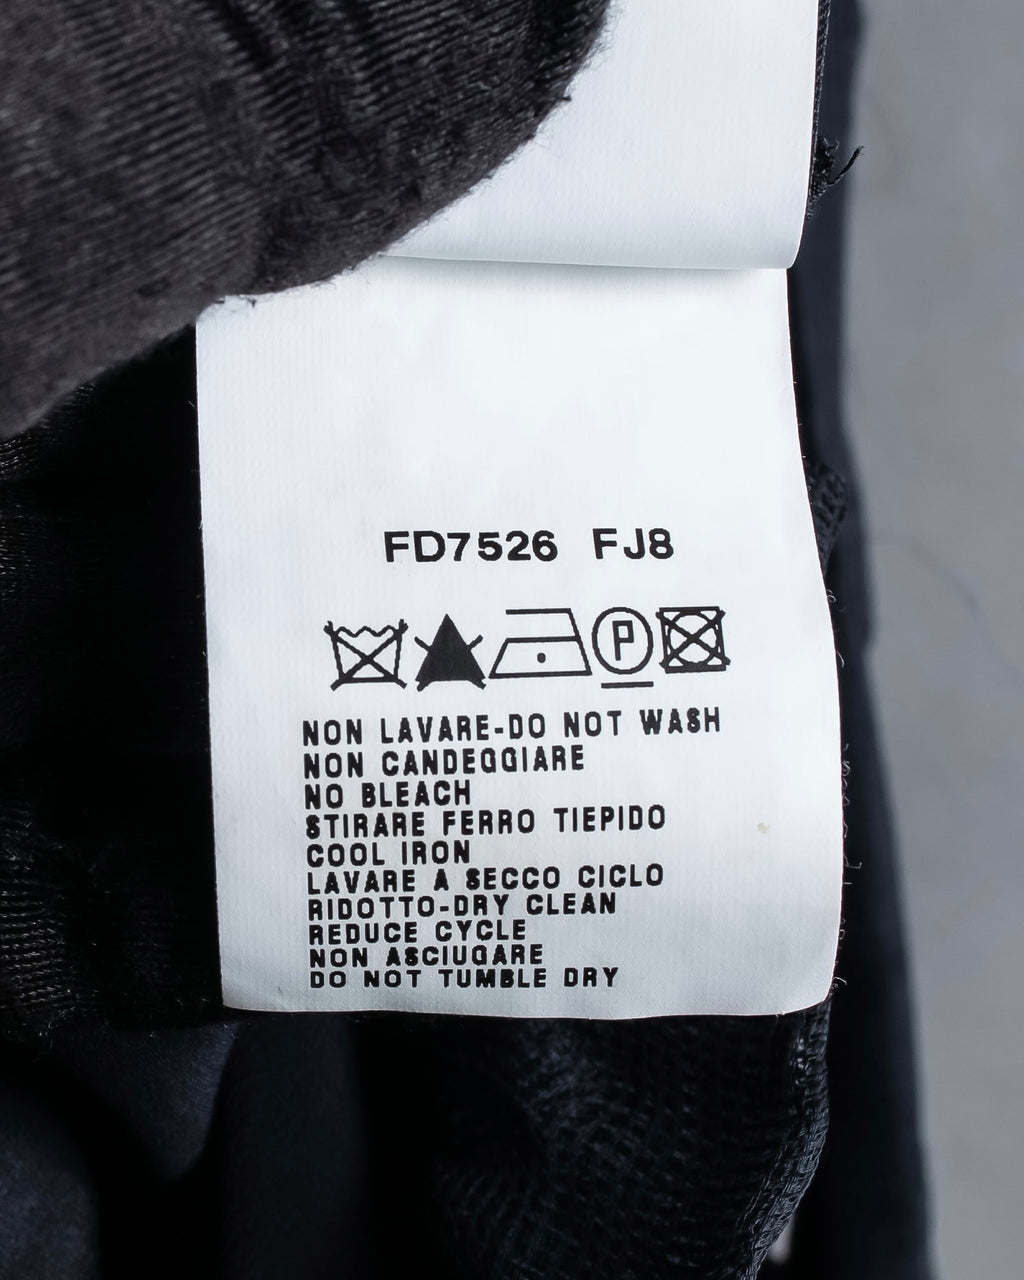 FD7526 FJ8
P
NON LAVARE-DO NOT WASH
NON CANDEGGIARE
NO BLEACH
STIRARE FERRO TIEPIDO
COOL IRON
LAVARE A SECCO CICLO
RIDOTTO-DRY CLEAN
REDUCE CYCLE
NON ASCIUGARE
DO NOT TUMBLE DRY